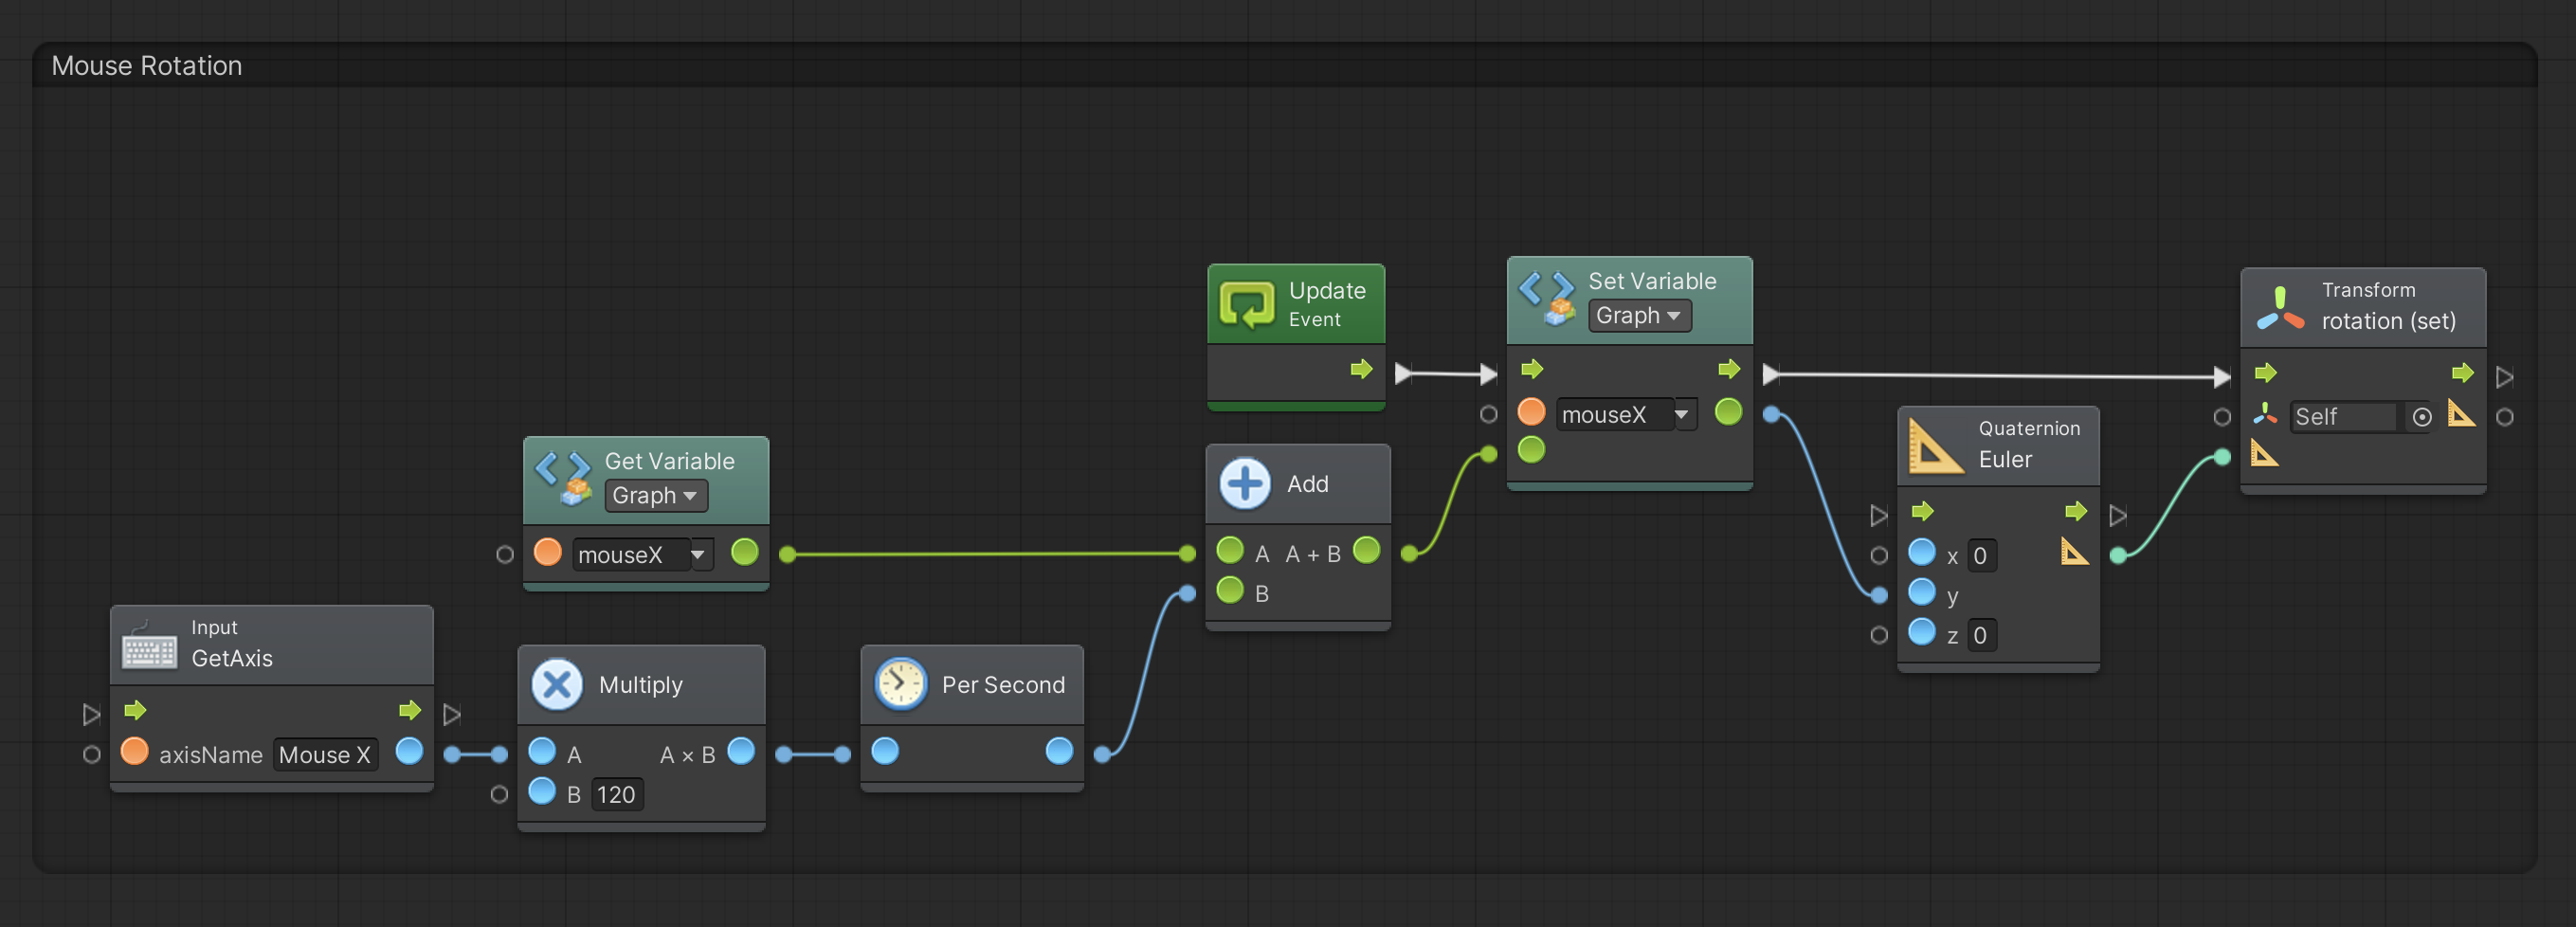 Mouse Rotation
Update
Event
Set Variable
Graph
mouseX
Transform
rotation (set)
Self
Get Variable
Graph
mouseX
Add
A A + B
B
Quaternion
Euler
x 0
y
z 0
Input
GetAxis
axisName Mouse X
Multiply
A A × B
B 120
Per Second